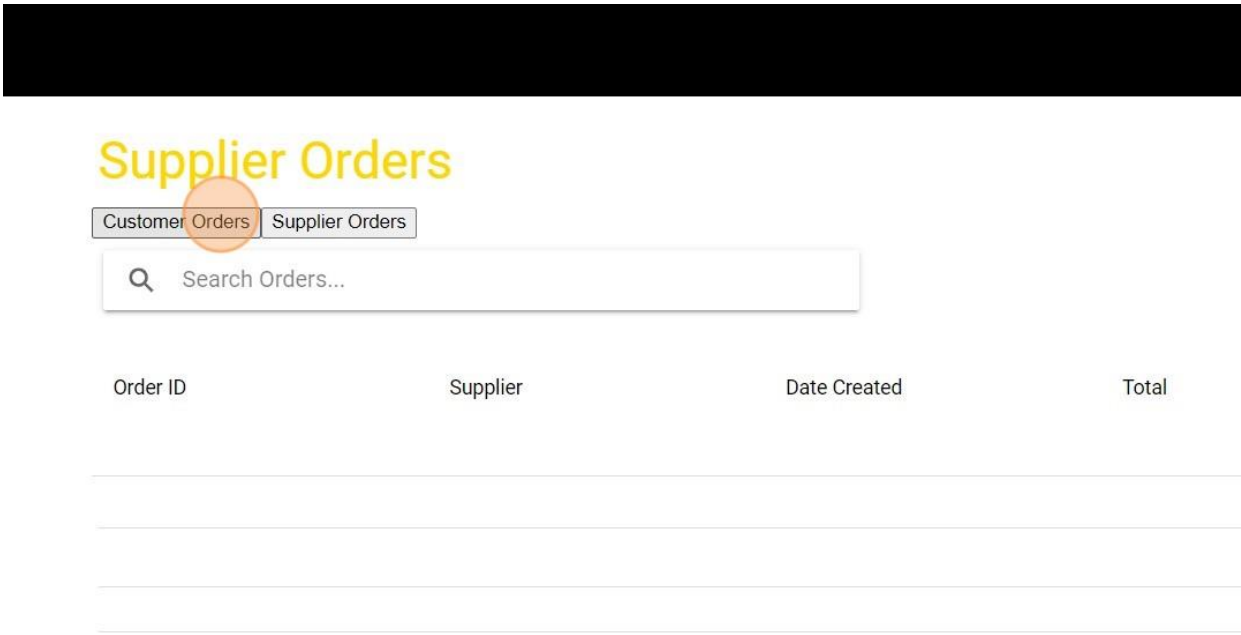 Supplier Orders
Customer Orders Supplier Orders
Search Orders...
Order ID Supplier Date Created Total